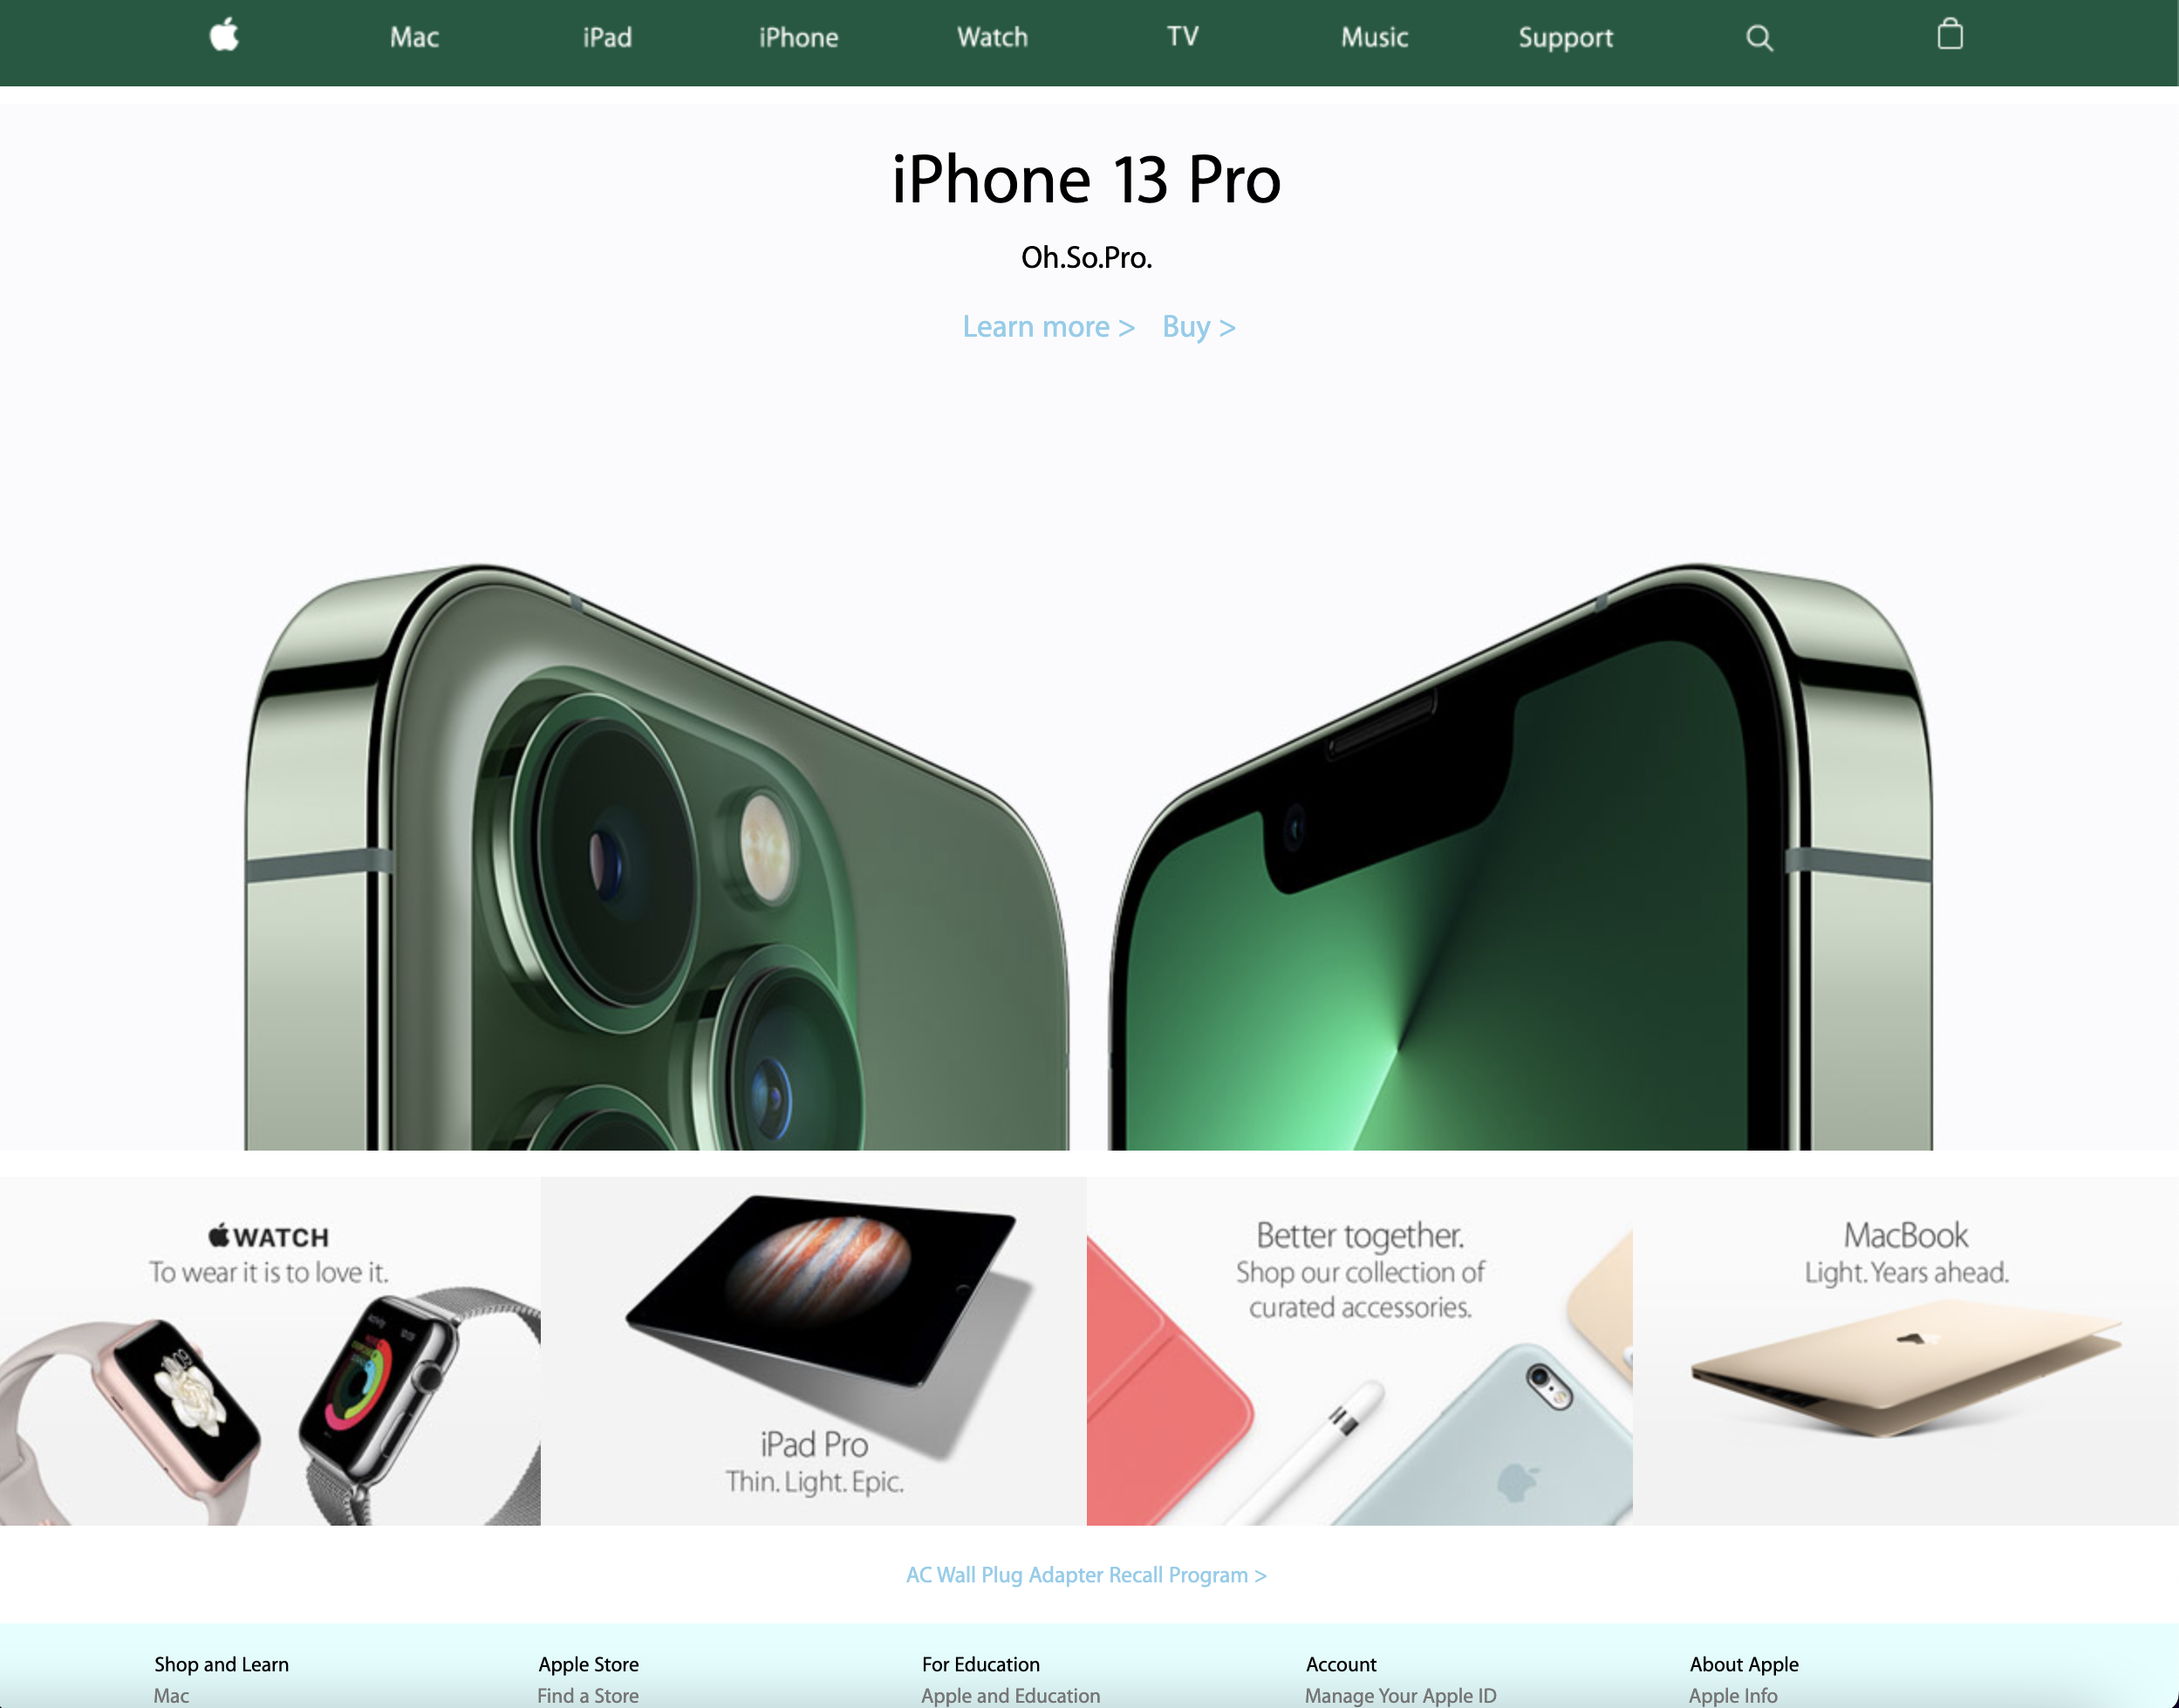 Mac iPad iPhone Watch TV Music Support
iPhone 13 Pro
Oh.So.Pro.
Learn more > Buy >
WATCH
To wear it is to love it.
iPad Pro
Thin. Light. Epic.
Better together.
Shop our collection of
curated accessories.
MacBook
Light. Years ahead.
AC Wall Plug Adapter Recall Program >
Shop and Learn Apple Store For Education Account About Apple
Mac Find a Store Apple and Education Manage Your Apple ID Apple Info